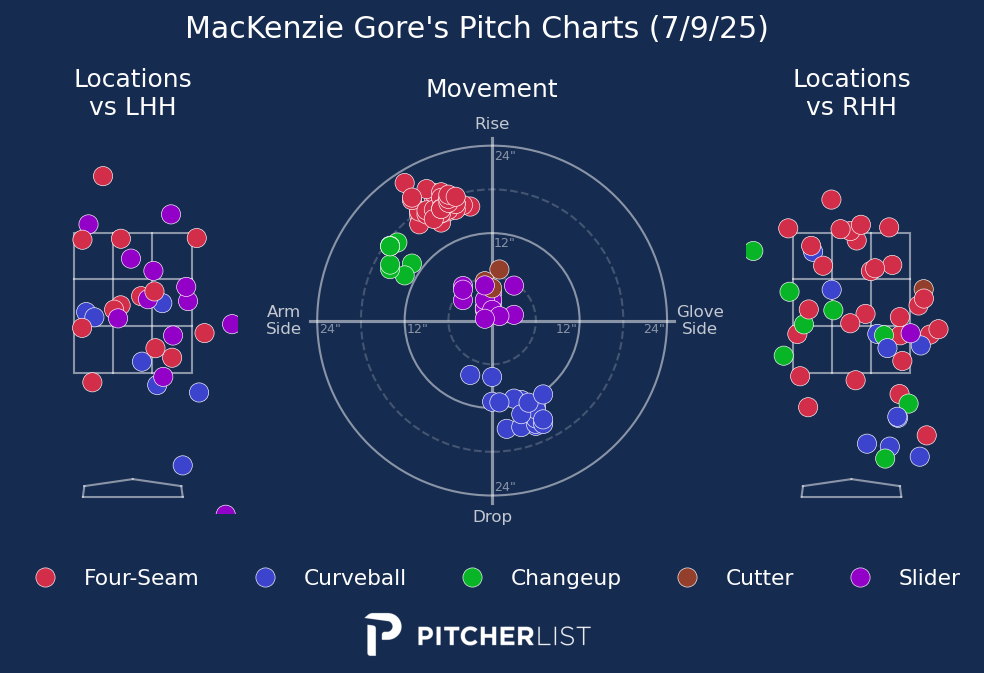 MacKenzie Gore's Pitch Charts (7/9/25)
Locations
vs LHH
Movement
Locations
vs RHH
Rise
24"
12"
Arm
Side
24"
12"
12"
24"
Glove
Side
24"
Drop
Four-Seam
Curveball
Changeup
Cutter
Slider
PITCHERLIST